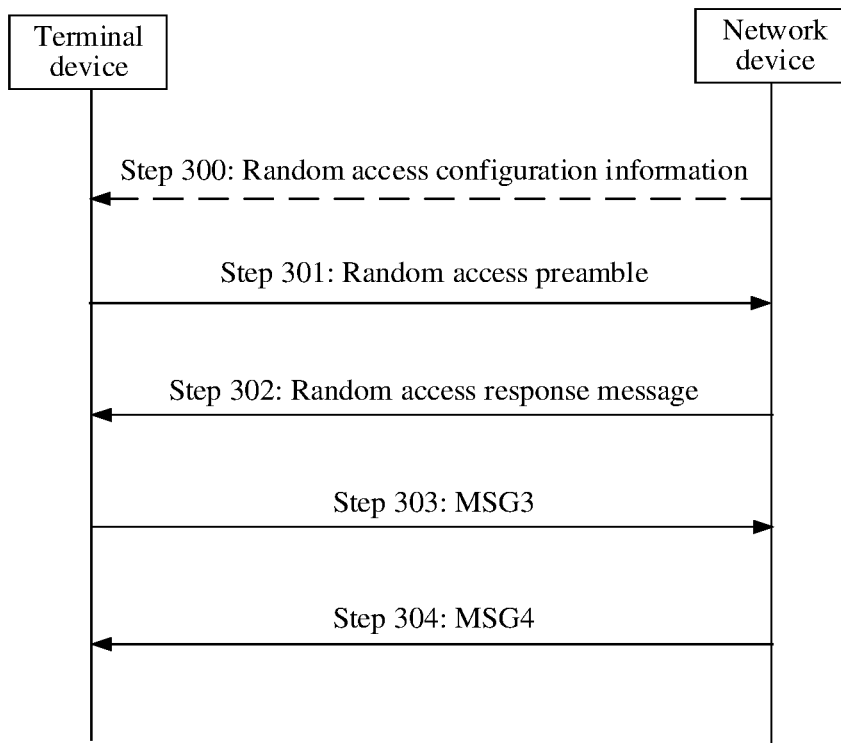 Terminal
device
Network
device
Step 300: Random access configuration information
Step 301: Random access preamble
Step 302: Random access response message
Step 303: MSG3
Step 304: MSG4